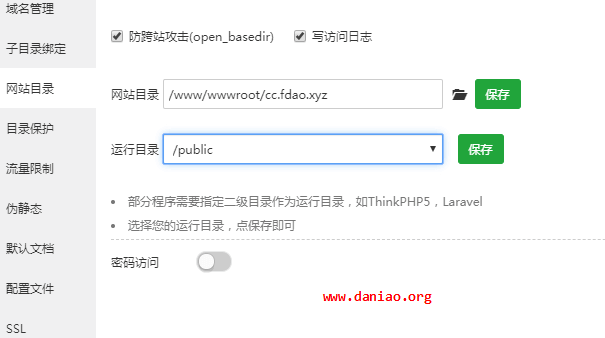 域名管理
子目录绑定
网站目录
目录保护
流量限制
伪静态
默认文档
配置文件
SSL
防跨站攻击(open_basedir) 写访问日志
网站目录 /www/wwwroot/cc.fdao.xyz 保存
运行目录 /public 保存
部分程序需要指定二级目录作为运行目录，如ThinkPHP5，Laravel
选择您的运行目录，点保存即可
密码访问
www.daniao.org